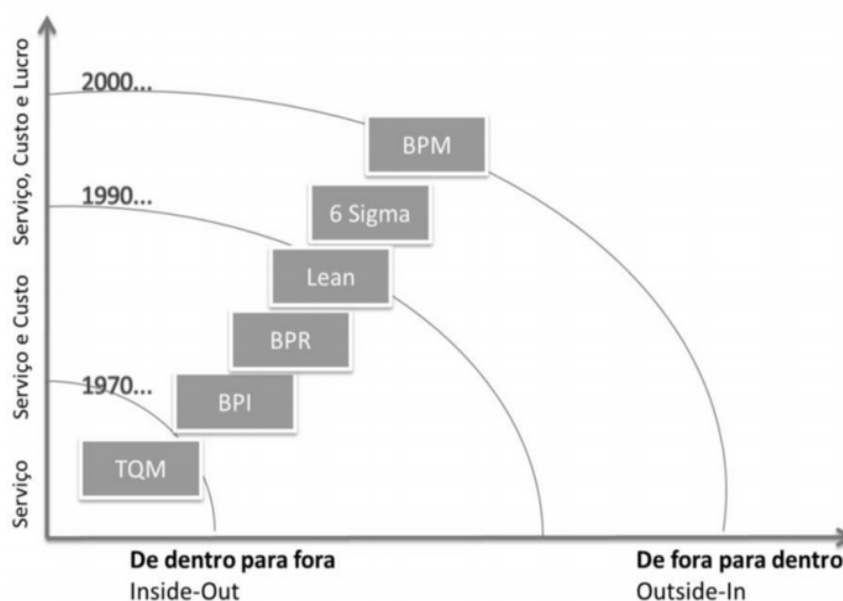 Serviço, Custo e Lucro
2000...
BPM
1990...
6 Sigma
Lean
Serviço e Custo
BPR
1970...
BPI
Serviço
TQM
De dentro para fora
Inside-Out
De fora para dentro
Outside-In